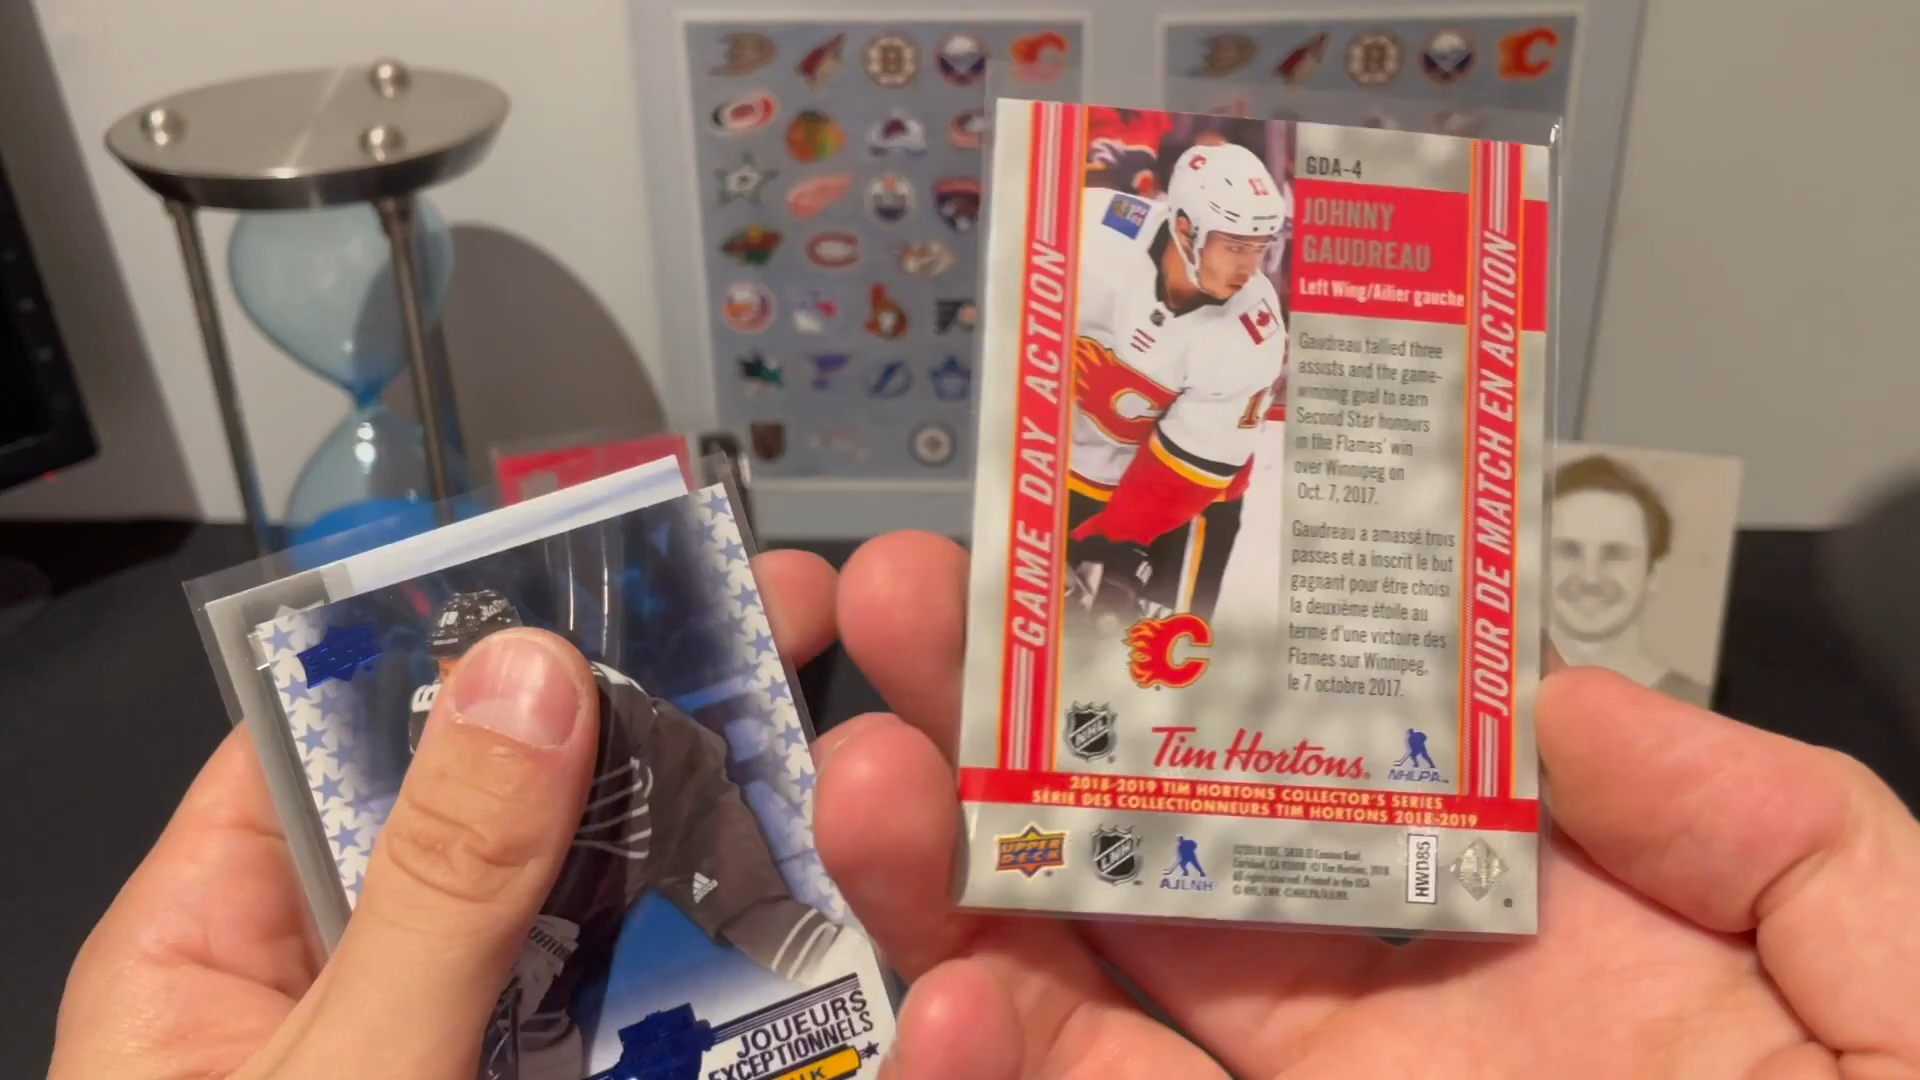 GDA-4
JOHNNY
GAUDREAU
Left Wing/Ailier gauche
GAME DAY ACTION
JOUR DE MATCH EN ACTION
Gaudreau tallied three
assists and the game-
winning goal to earn
Second Star honours
in the Flames' win
over Winnipeg on
Oct. 7, 2017.
Gaudreau a amassé trois
passes et a inscrit le but
gagnant pour être choisi
la deuxième étoile au
terme d'une victoire des
Flames sur Winnipeg,
le 7 octobre 2017.
NHL
Tim Hortons
NHLPA
2018-2019 TIM HORTONS COLLECTOR'S SERIES
SÉRIE DES COLLECTIONNEURS TIM HORTONS 2018-2019
UPPER
DECK
LNH
AJLNH
HWD85
JOUEURS
EXCEPTIONNELS